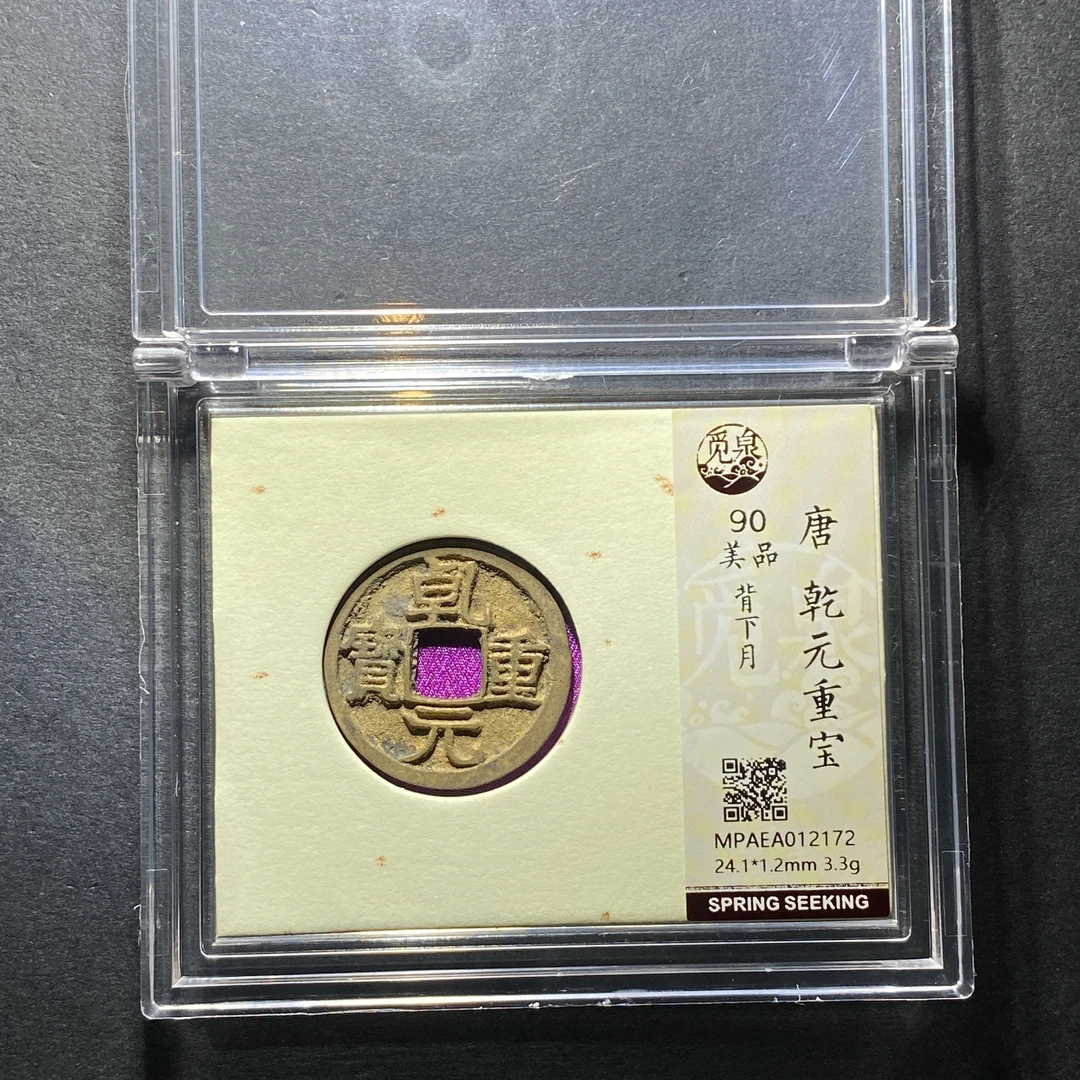 乾
元
重
寶
觅泉
90
美品
背下月
唐 乾元重宝
MPAEA012172
24.1*1.2mm 3.3g
SPRING SEEKING